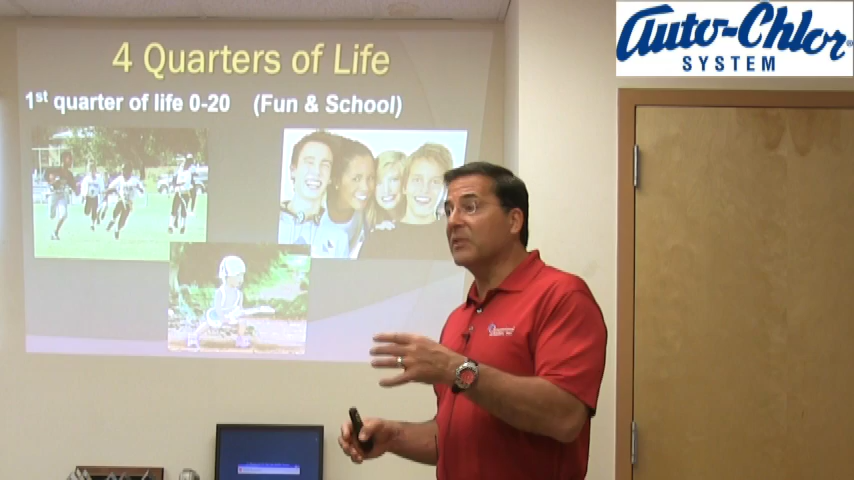 4 Quarters of Life
1st quarter of life 0-20 (Fun & School)
Auto-Chlor
SYSTEM